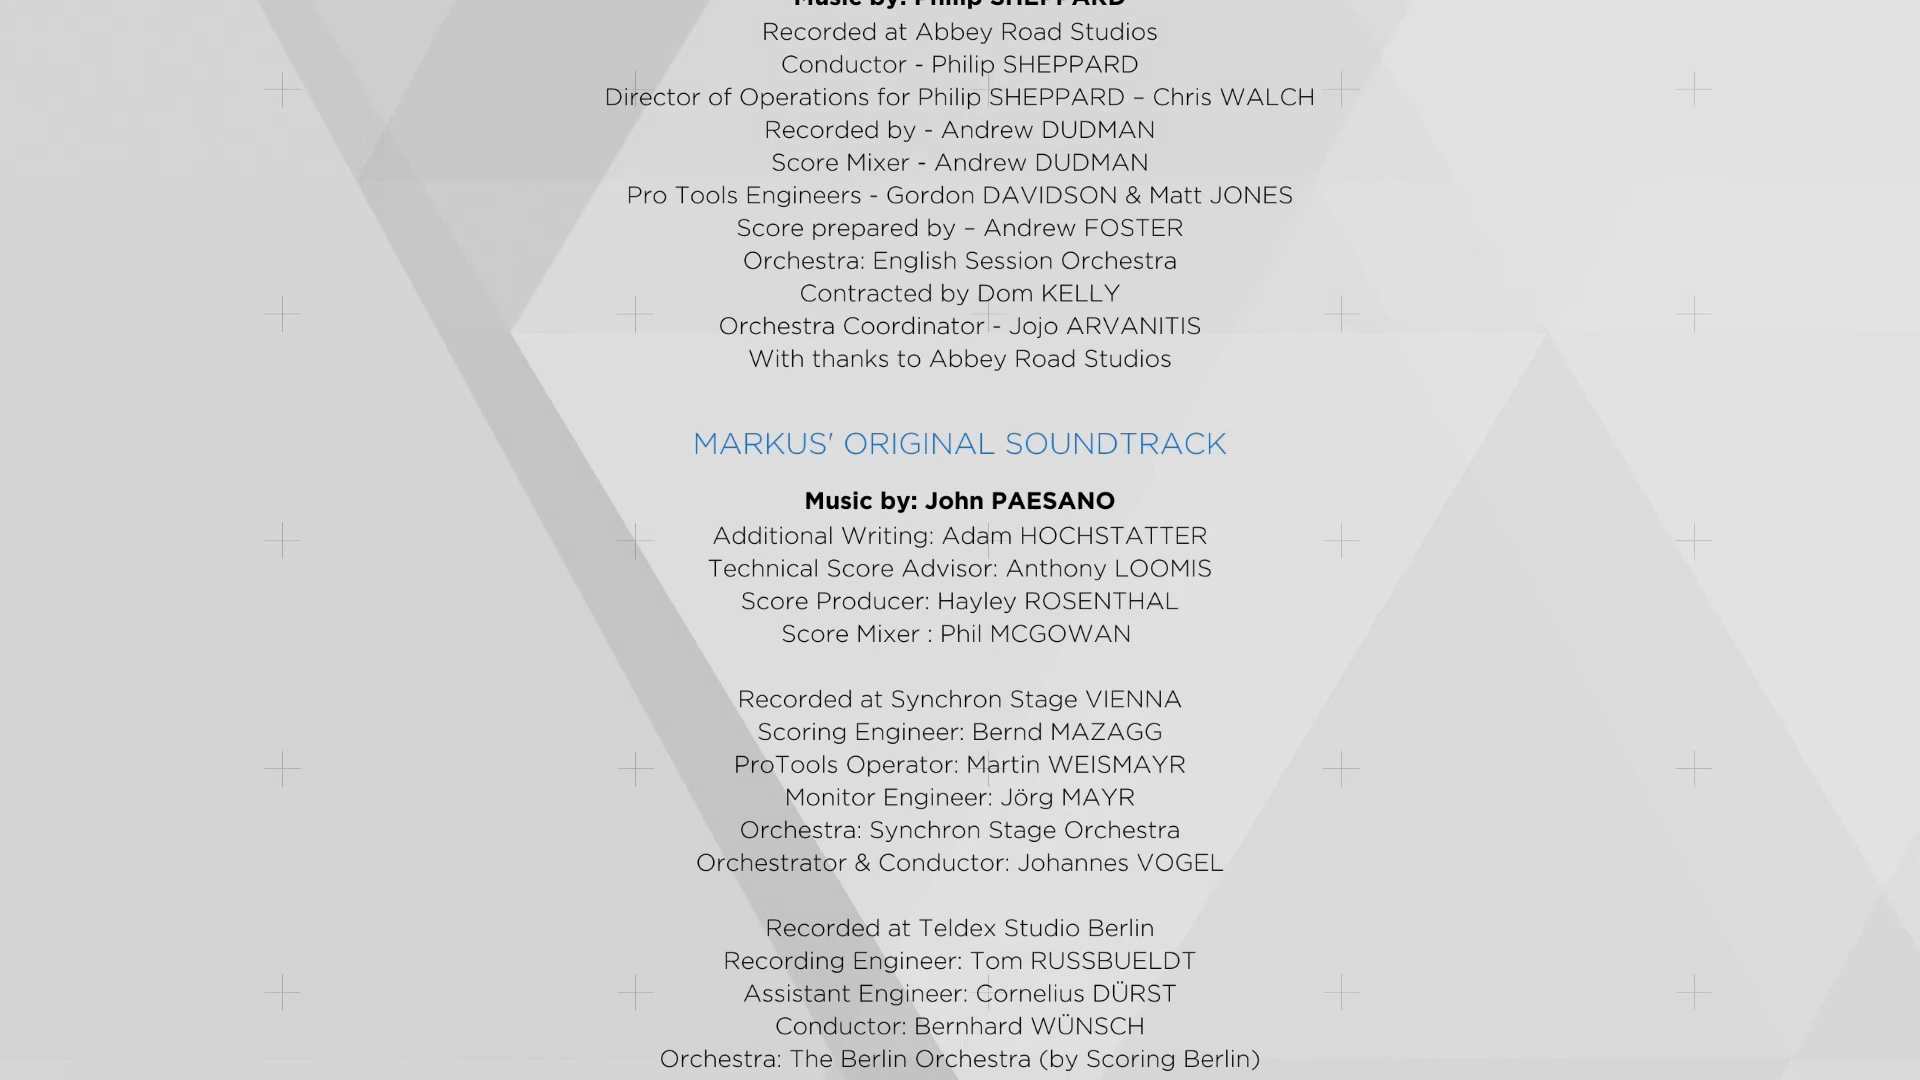 Music by: Philip SHEPPARD
Recorded at Abbey Road Studios
Conductor - Philip SHEPPARD
Director of Operations for Philip SHEPPARD – Chris WALCH
Recorded by - Andrew DUDMAN
Score Mixer - Andrew DUDMAN
Pro Tools Engineers - Gordon DAVIDSON & Matt JONES
Score prepared by – Andrew FOSTER
Orchestra: English Session Orchestra
Contracted by Dom KELLY
Orchestra Coordinator - Jojo ARVANITIS
With thanks to Abbey Road Studios
MARKUS' ORIGINAL SOUNDTRACK
Music by: John PAESANO
Additional Writing: Adam HOCHSTATTER
Technical Score Advisor: Anthony LOOMIS
Score Producer: Hayley ROSENTHAL
Score Mixer : Phil MCGOWAN
Recorded at Synchron Stage VIENNA
Scoring Engineer: Bernd MAZAGG
ProTools Operator: Martin WEISMAYR
Monitor Engineer: Jörg MAYR
Orchestra: Synchron Stage Orchestra
Orchestrator & Conductor: Johannes VOGEL
Recorded at Teldex Studio Berlin
Recording Engineer: Tom RUSSBUELDT
Assistant Engineer: Cornelius DÜRST
Conductor: Bernhard WÜNSCH
Orchestra: The Berlin Orchestra (by Scoring Berlin)